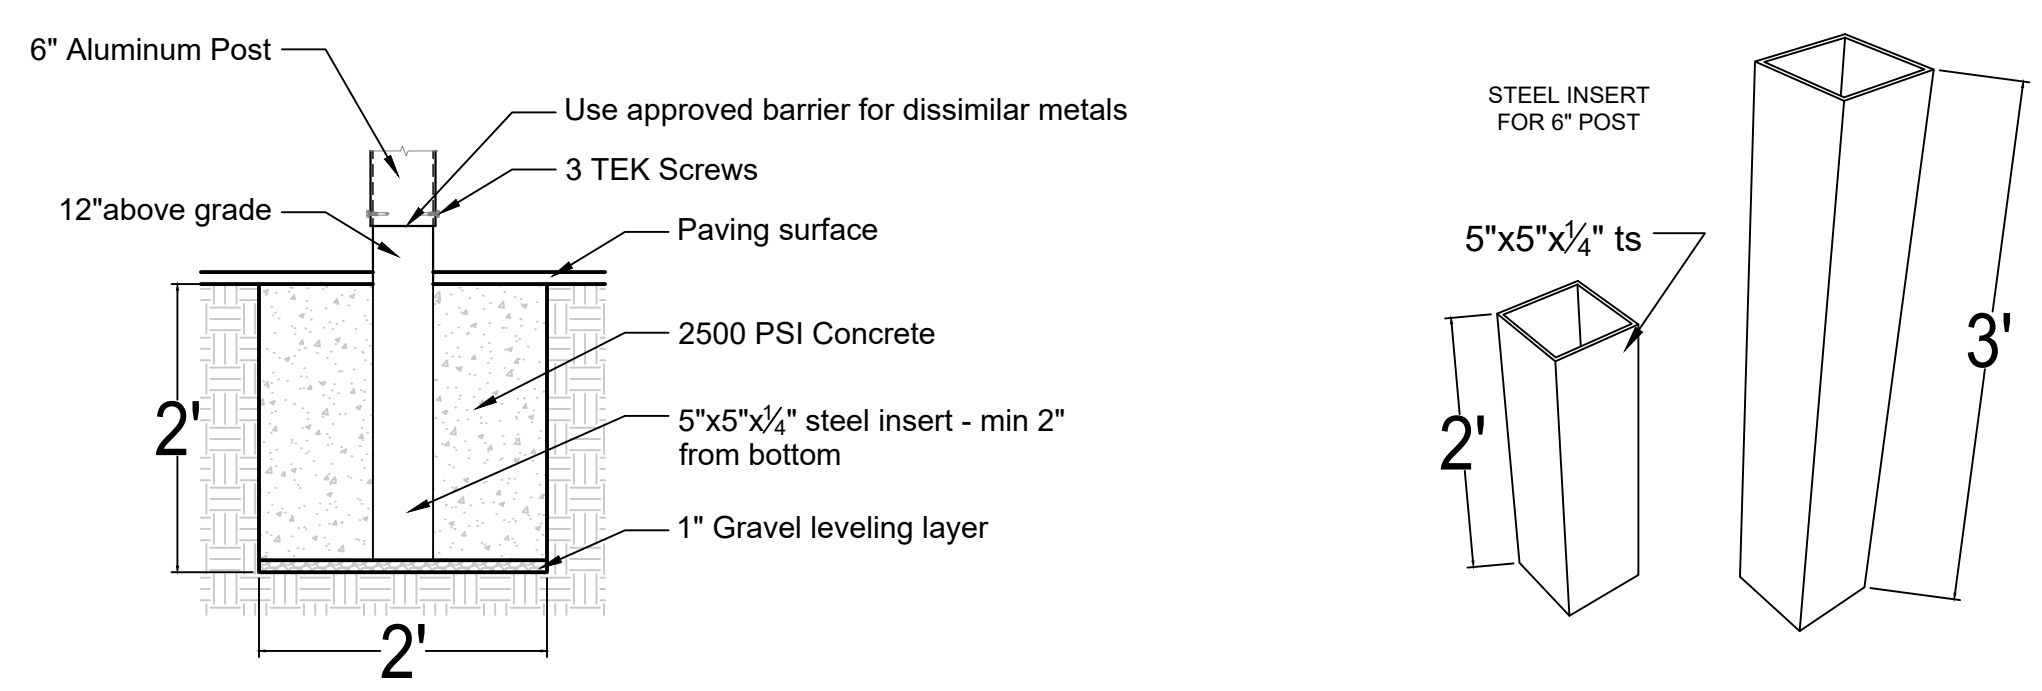 6" Aluminum Post
Use approved barrier for dissimilar metals
3 TEK Screws
12"above grade
Paving surface
2500 PSI Concrete
5"x5"x¼" steel insert - min 2"
from bottom
1" Gravel leveling layer
2'
2'
STEEL INSERT
FOR 6" POST
5"x5"x¼" ts
2'
3'